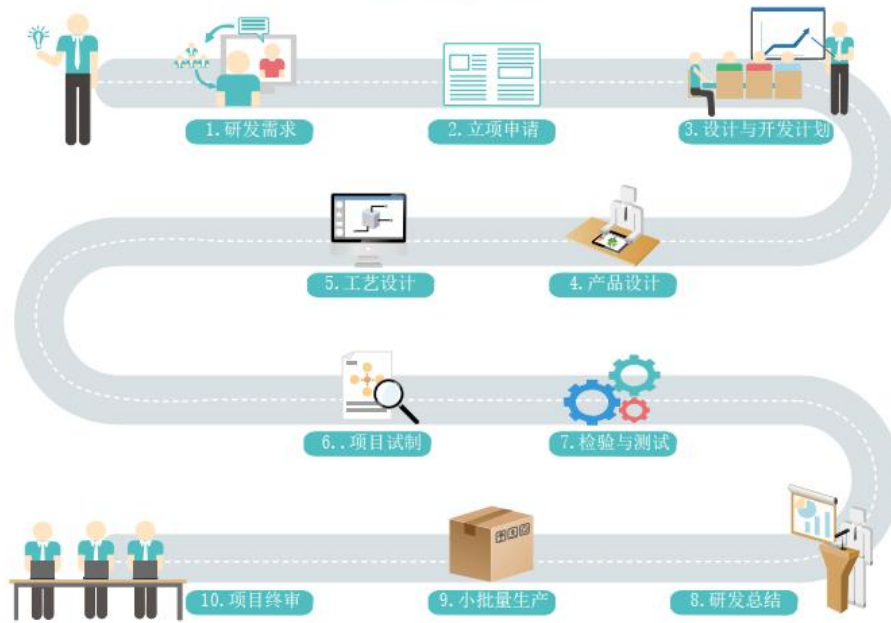 1.研发需求
2.立项申请
3.设计与开发计划
4.产品设计
5.工艺设计
6..项目试制
7.检验与测试
8.研发总结
9.小批量生产
10.项目终审